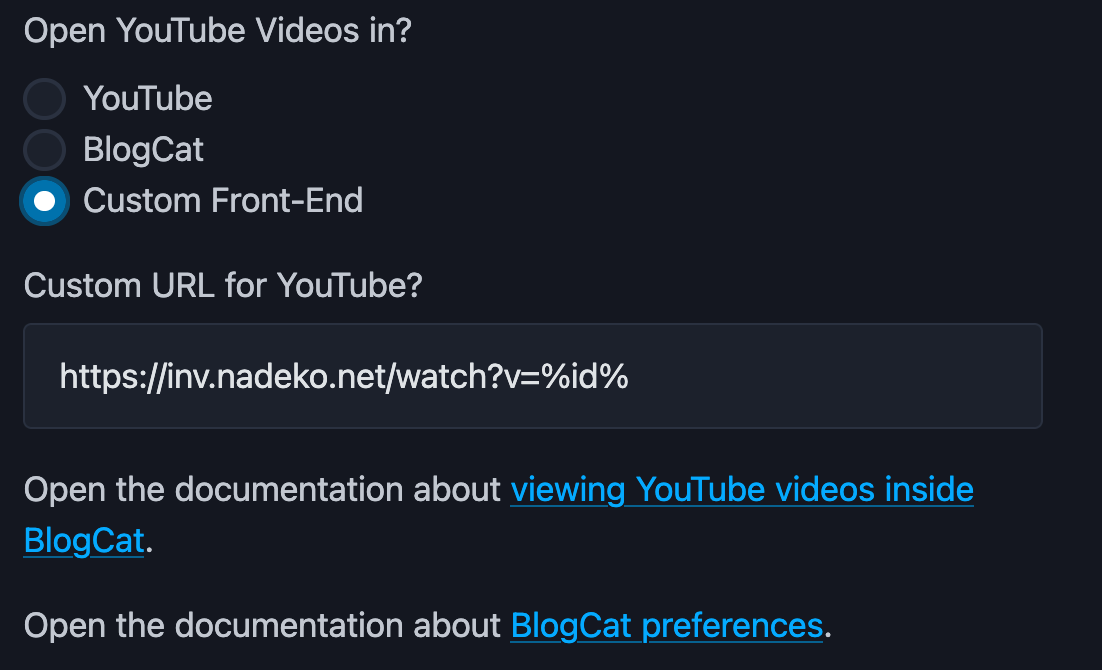 Open YouTube Videos in?
YouTube
BlogCat
Custom Front-End
Custom URL for YouTube?
https://inv.nadeko.net/watch?v=%id%
Open the documentation about viewing YouTube videos inside
BlogCat.
Open the documentation about BlogCat preferences.